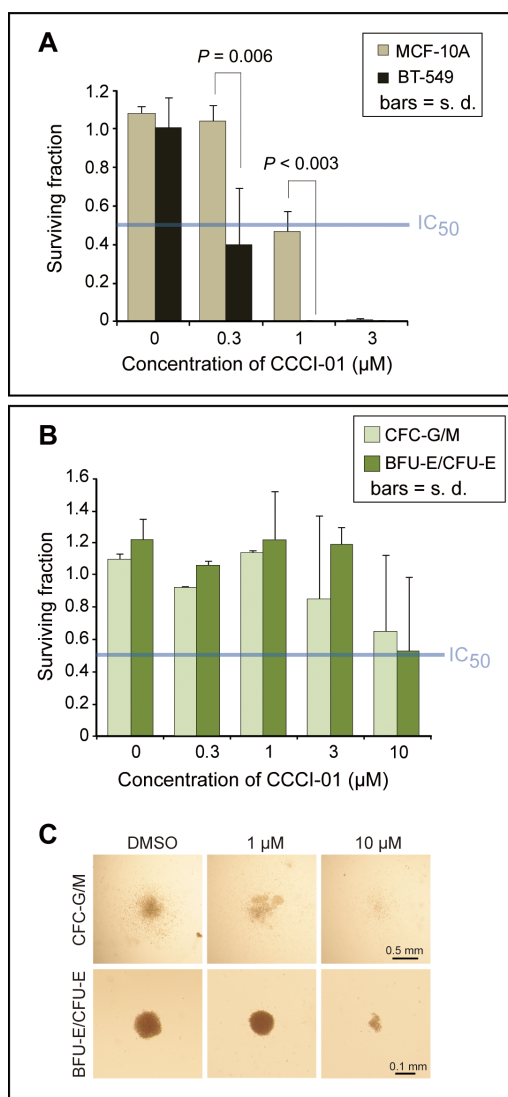 A
P = 0.006
MCF-10A
BT-549
bars = s. d.
P < 0.003
1.2
1.0
0.8
0.6
0.4
0.2
0
Surviving fraction
IC50
0 0.3 1 3
Concentration of CCCI-01 (μM)
B
CFC-G/M
BFU-E/CFU-E
bars = s. d.
1.6
1.4
1.2
1.0
0.8
0.6
0.4
0.2
0
Surviving fraction
IC50
0 0.3 1 3 10
Concentration of CCCI-01 (μM)
C
DMSO 1 μM 10 μM
CFC-G/M
0.5 mm
BFU-E/CFU-E
0.1 mm